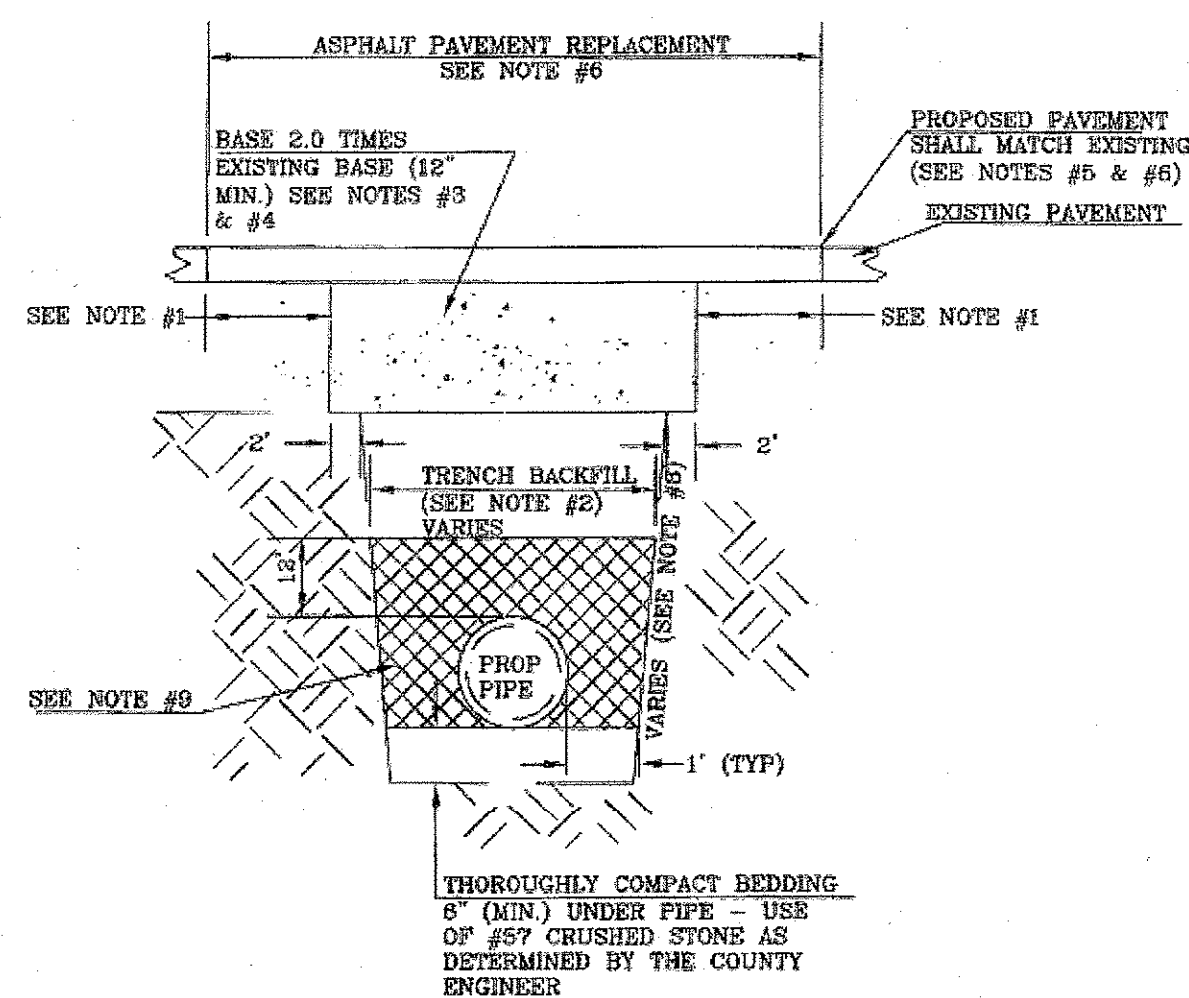 ASPHALT PAVEMENT REPLACEMENT
SEE NOTE #6
BASE 2.0 TIMES
EXISTING BASE (12"
MIN.) SEE NOTES #3
& #4
PROPOSED PAVEMENT
SHALL MATCH EXISTING
(SEE NOTES #5 & #6)
EXISTING PAVEMENT
SEE NOTE #1
SEE NOTE #1
2'
2'
TRENCH BACKFILL
(SEE NOTE #2)
VARIES
VARIES (SEE NOTE #8)
12"
PROP
PIPE
SEE NOTE #9
1' (TYP)
THOROUGHLY COMPACT BEDDING
6" (MIN.) UNDER PIPE - USE
OF #57 CRUSHED STONE AS
DETERMINED BY THE COUNTY
ENGINEER